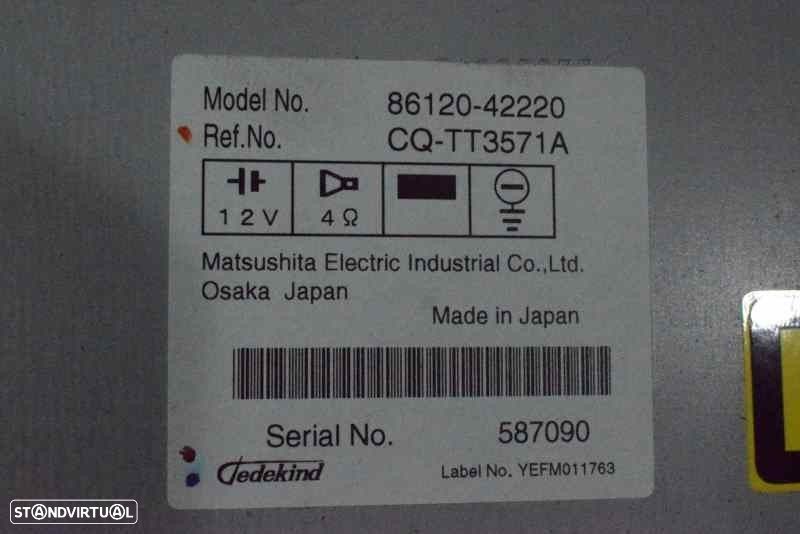 Model No. 86120-42220
Ref.No. CQ-TT3571A
12V 4Ω
Matsushita Electric Industrial Co.,Ltd.
Osaka Japan
Made in Japan
Serial No. 587090
Tedekind Label No. YEFM011763
STANDVIRTUAL